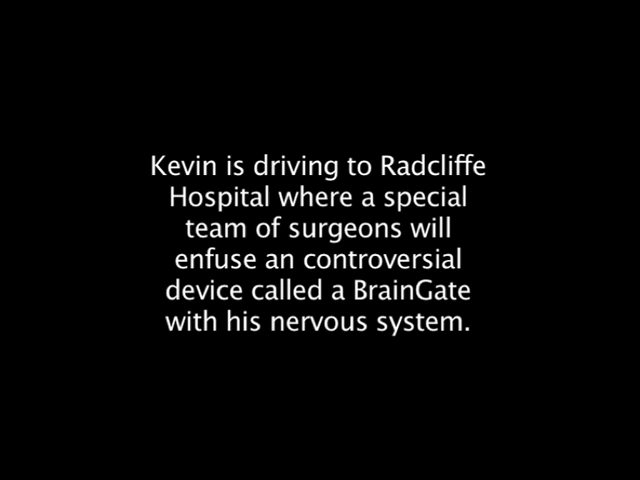 Kevin is driving to Radcliffe
Hospital where a special
team of surgeons will
enfuse an controversial
device called a BrainGate
with his nervous system.